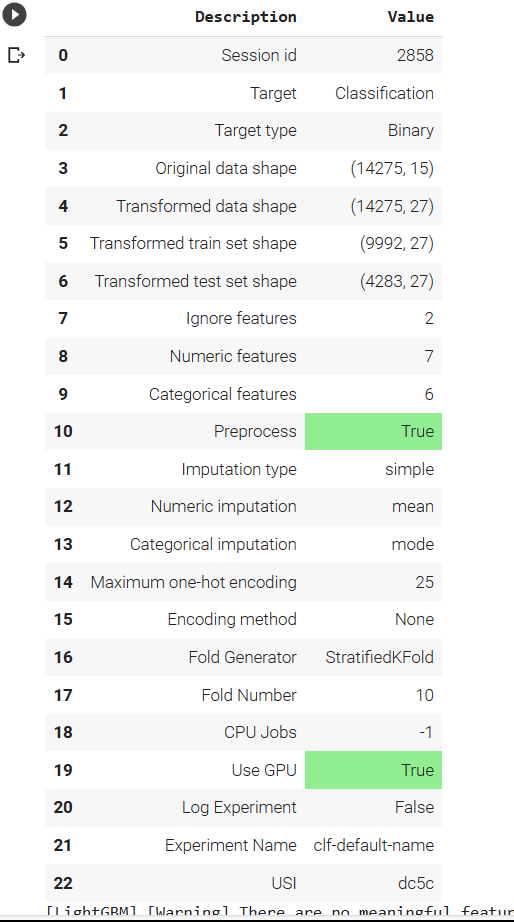 Description Value
0 Session id 2858
1 Target Classification
2 Target type Binary
3 Original data shape (14275, 15)
4 Transformed data shape (14275, 27)
5 Transformed train set shape (9992, 27)
6 Transformed test set shape (4283, 27)
7 Ignore features 2
8 Numeric features 7
9 Categorical features 6
10 Preprocess True
11 Imputation type simple
12 Numeric imputation mean
13 Categorical imputation mode
14 Maximum one-hot encoding 25
15 Encoding method None
16 Fold Generator StratifiedKFold
17 Fold Number 10
18 CPU Jobs -1
19 Use GPU True
20 Log Experiment False
21 Experiment Name clf-default-name
22 USI dc5c
[LightGBM] [Warning] There are no meaningful featur